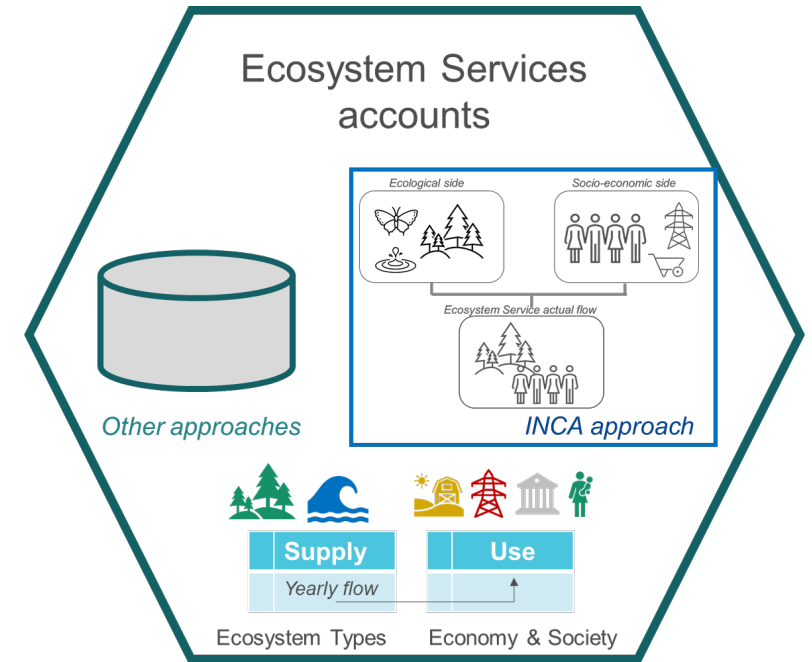 Ecosystem Services
accounts
Ecological side
Socio-economic side
Ecosystem Service actual flow
Other approaches
INCA approach
Supply
Use
Yearly flow
Ecosystem Types
Economy & Society